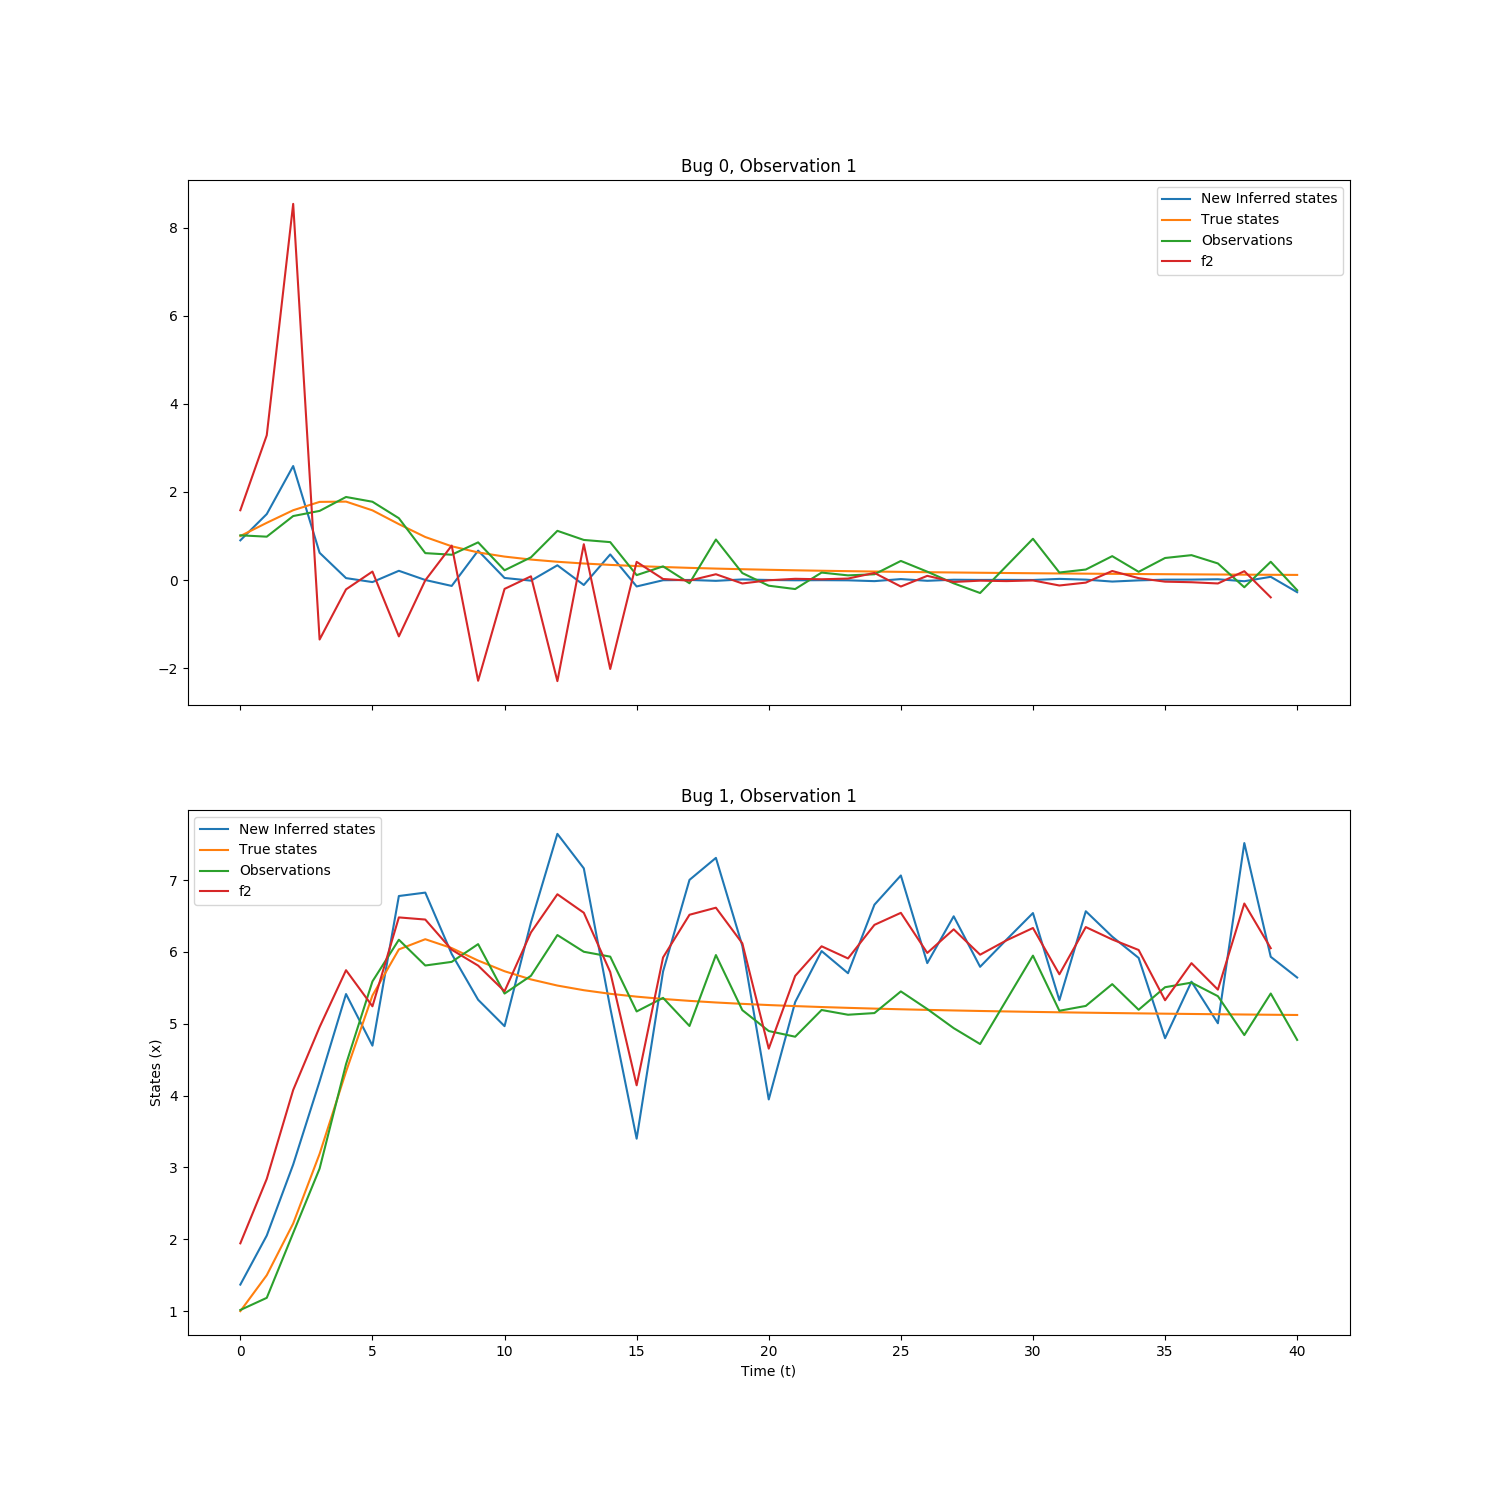 Bug 0, Observation 1
New Inferred states
True states
Observations
f2
8
6
4
2
0
−2
Bug 1, Observation 1
New Inferred states
True states
Observations
f2
7
6
5
4
3
2
1
States (x)
0 5 10 15 20 25 30 35 40
Time (t)